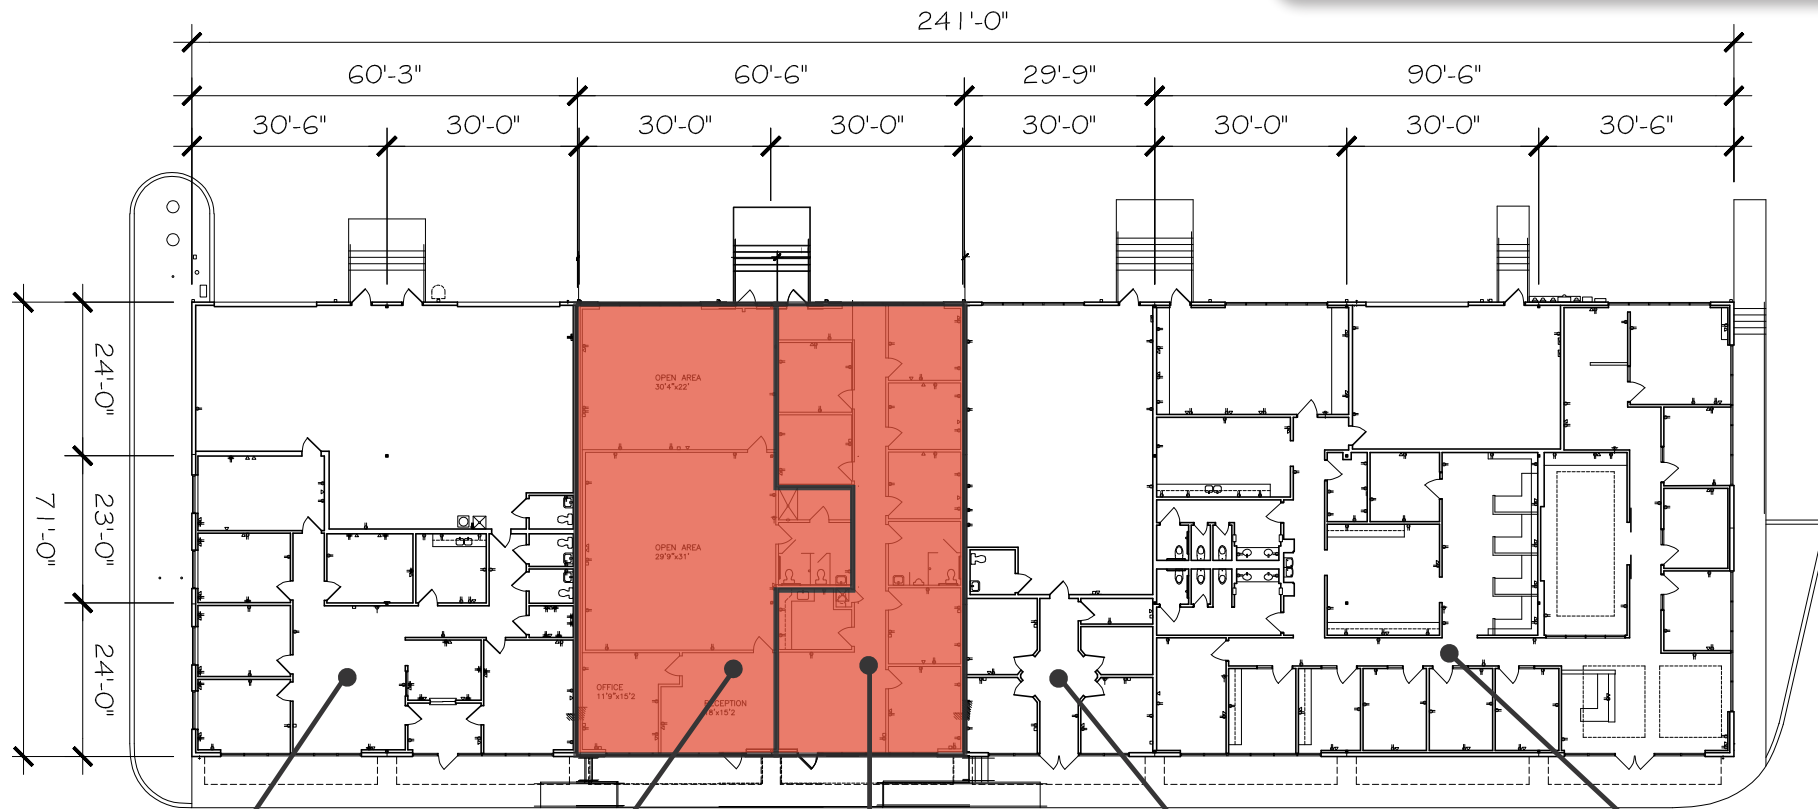 241'-0"
60'-3" 60'-6" 29'-9" 90'-6"
30'-6" 30'-0" 30'-0" 30'-0" 30'-0" 30'-0" 30'-0" 30'-6"
24'-0"
23'-0"
71'-0"
24'-0"
OPEN AREA
30'4"x22'
OPEN AREA
29'9"x31'
OFFICE
11'9"x15'2